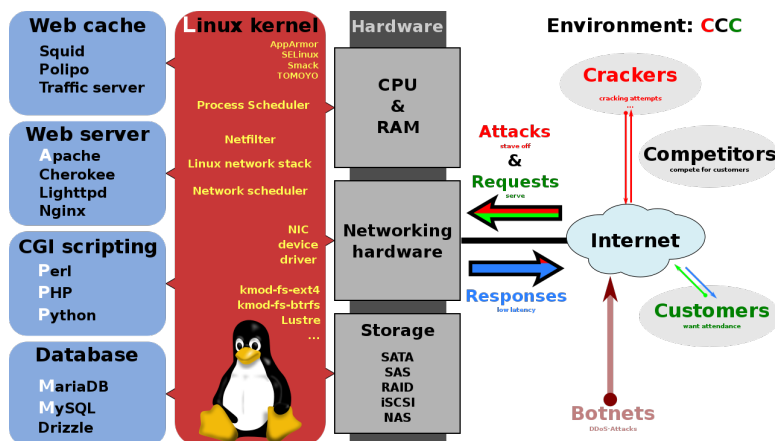 Web cache
Squid
Polipo
Traffic server
Web server
Apache
Cherokee
Lighttpd
Nginx
CGI scripting
Perl
PHP
Python
Database
MariaDB
MySQL
Drizzle
Linux kernel
AppArmor
SELinux
Smack
TOMOYO
Process Scheduler
Netfilter
Linux network stack
Network scheduler
NIC
device
driver
kmod-fs-ext4
kmod-fs-btrfs
Lustre
...
Hardware
CPU
&
RAM
Networking
hardware
Storage
SATA
SAS
RAID
iSCSI
NAS
Environment: CCC
Crackers
cracking attempts
...
Attacks
stave off
&
Requests
serve
Competitors
compete for customers
Internet
Responses
low latency
Customers
want attendance
Botnets
DDoS-Attacks